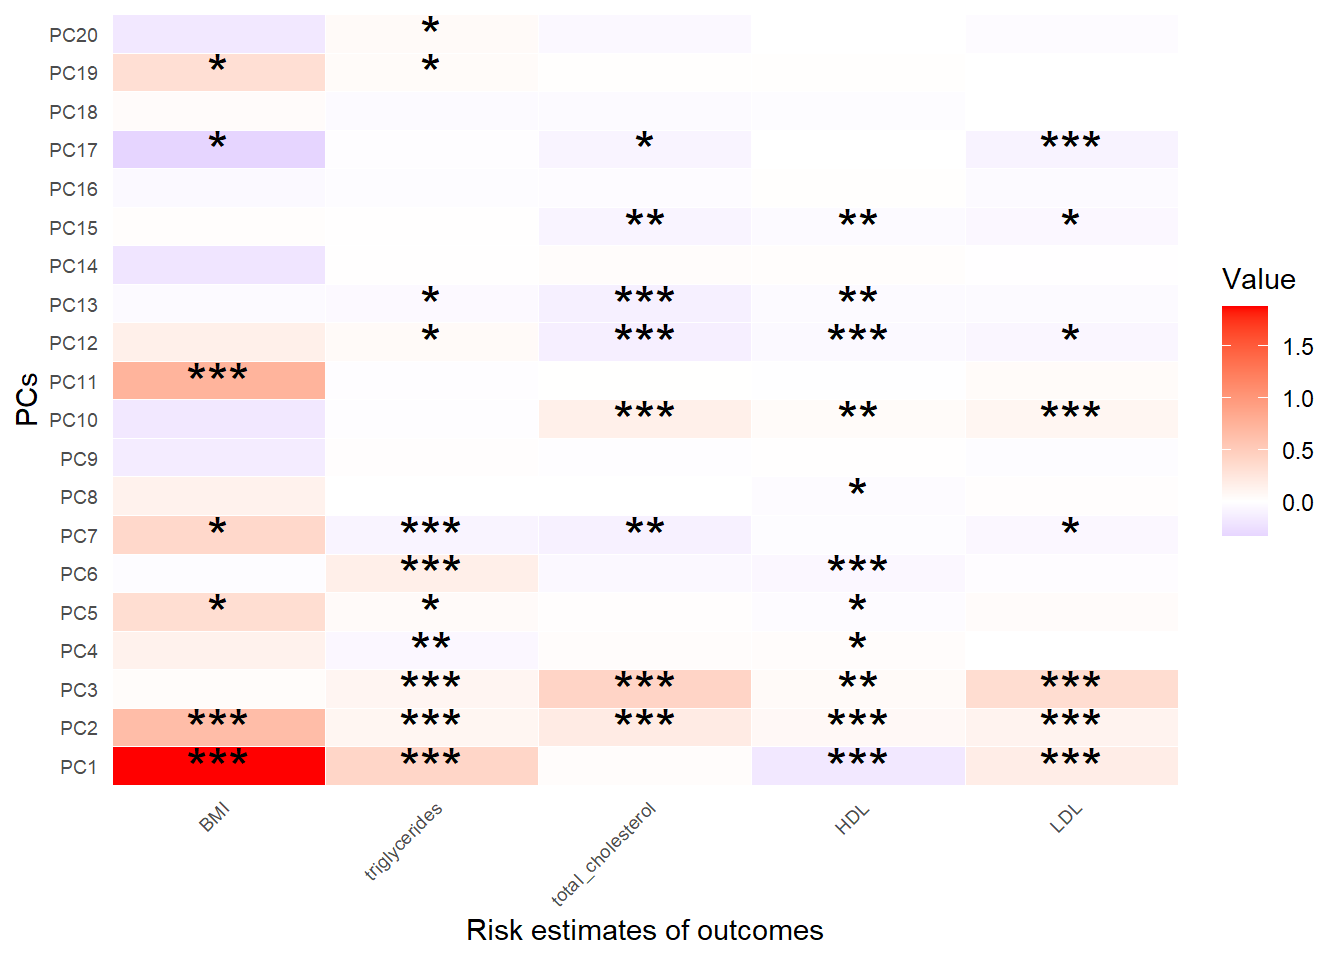 PC20 * 
PC19 * *
PC18
PC17 * * ***
PC16
PC15 ** ** *
PC14
PC13 * *** **
PC12 * *** *** *
PC11 ***
PC10 *** ** ***
PC9
PC8 *
PC7 * *** ** *
PC6 *** ***
PC5 * * *
PC4 ** *
PC3 *** *** ** ***
PC2 *** *** *** *** ***
PC1 *** *** *** ***
PCs
BMI
triglycerides
total_cholesterol
HDL
LDL
Risk estimates of outcomes
Value
1.5
1.0
0.5
0.0